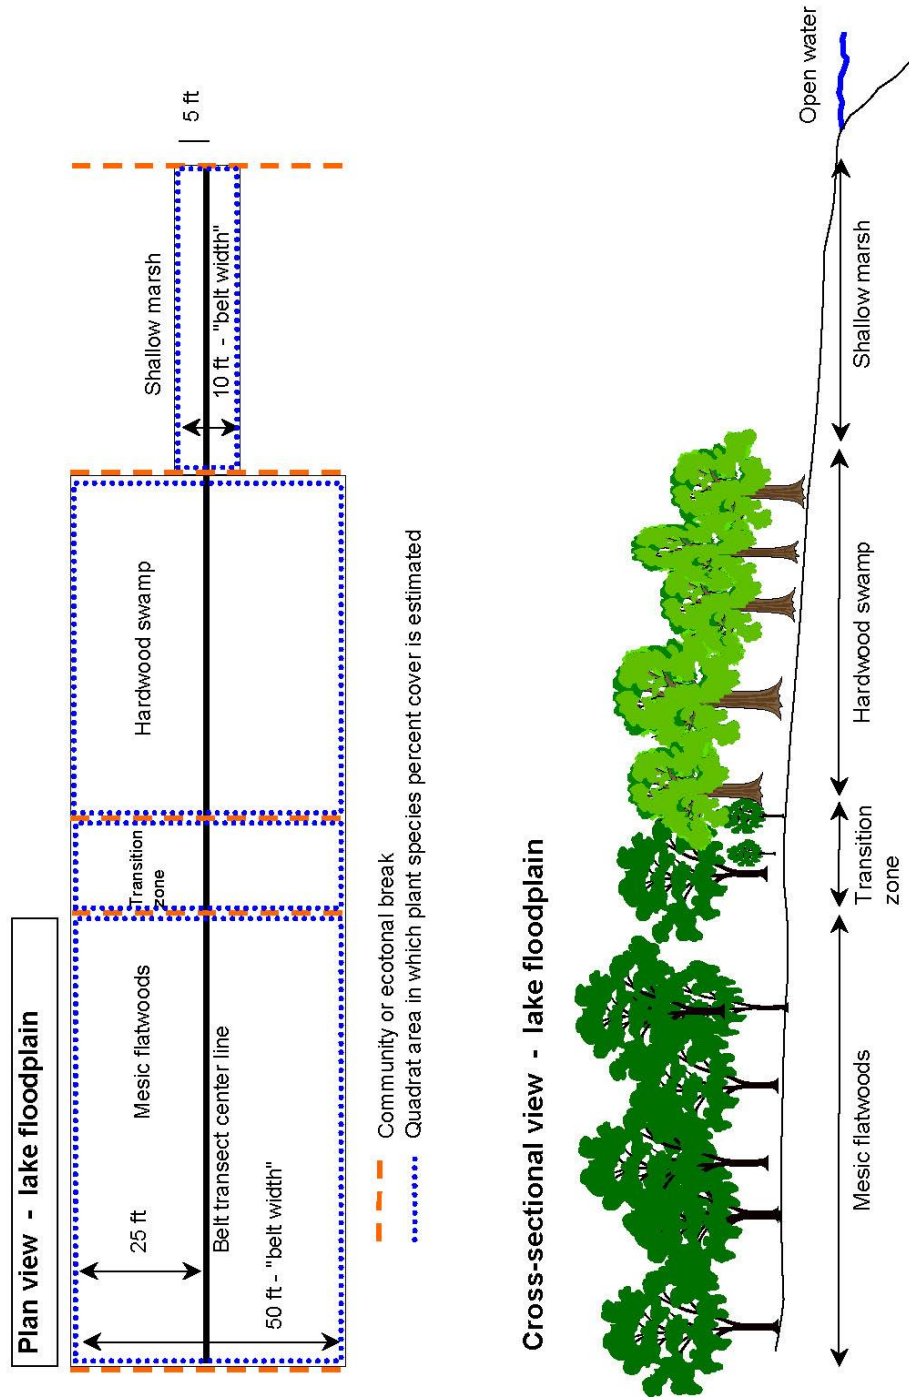 Plan view - lake floodplain
Mesic flatwoods
Transition
zone
Hardwood swamp
Shallow marsh
25 ft
5 ft
Belt transect center line
50 ft - "belt width"
10 ft - "belt width"
Community or ecotonal break
Quadrat area in which plant species percent cover is estimated
Cross-sectional view - lake floodplain
Open water
Mesic flatwoods
Transition
zone
Hardwood swamp
Shallow marsh